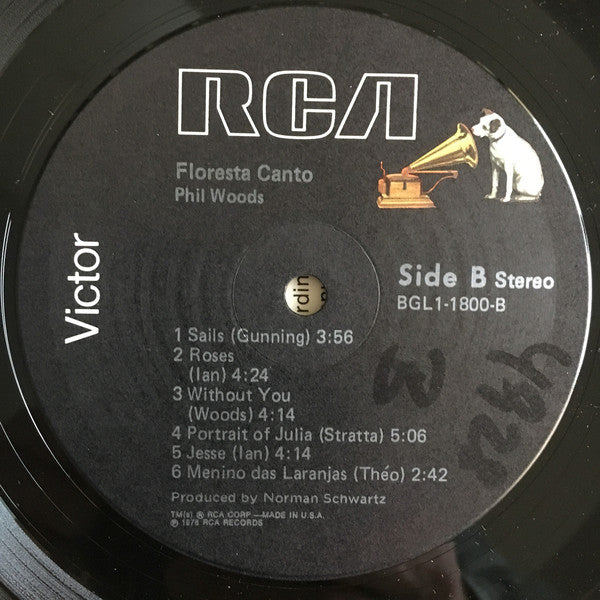 RCA
Floresta Canto
Phil Woods
Victor
Side B Stereo
BGL1-1800-B
rdin
1 Sails (Gunning) 3:56
2 Roses
(Ian) 4:24
3 Without You
(Woods) 4:14
4 Portrait of Julia (Stratta) 5:06
5 Jesse (Ian) 4:14
6 Menino das Laranjas (Théo) 2:42
Produced by Norman Schwartz
TM(s) ® RCA CORP.—MADE IN U.S.A.
℗ 1976 RCA RECORDS